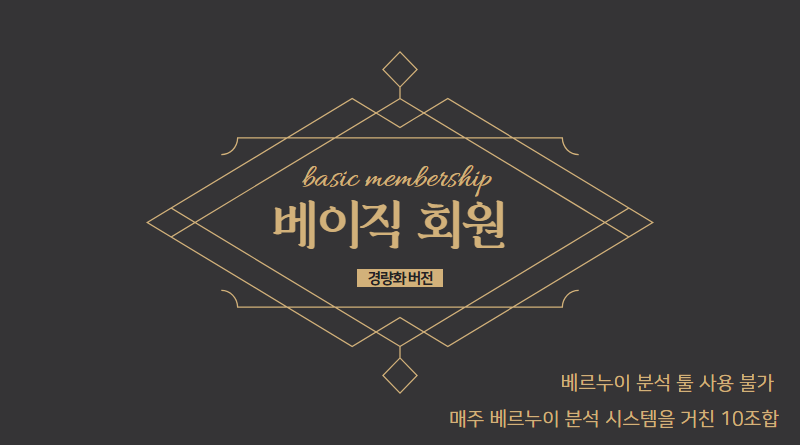 basic membership
베이직 회원
경량화 버전
베르누이 분석 툴 사용 불가
매주 베르누이 분석 시스템을 거친 10조합